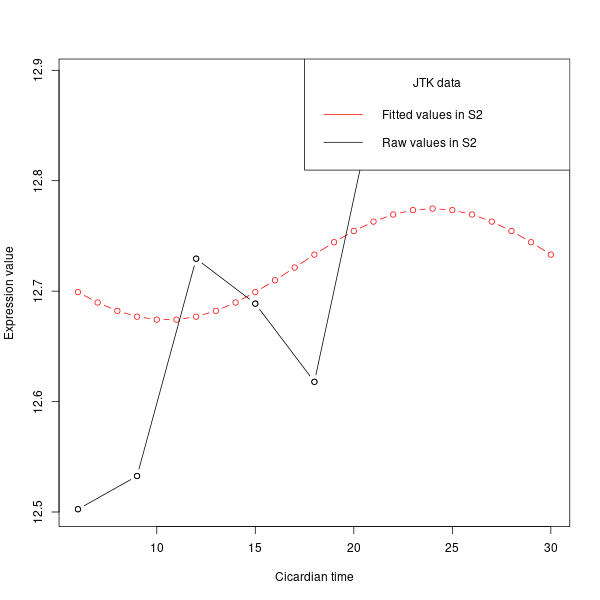 12.9
12.8
12.7
12.6
12.5
Expression value
JTK data
Fitted values in S2
Raw values in S2
10 15 20 25 30
Cicardian time